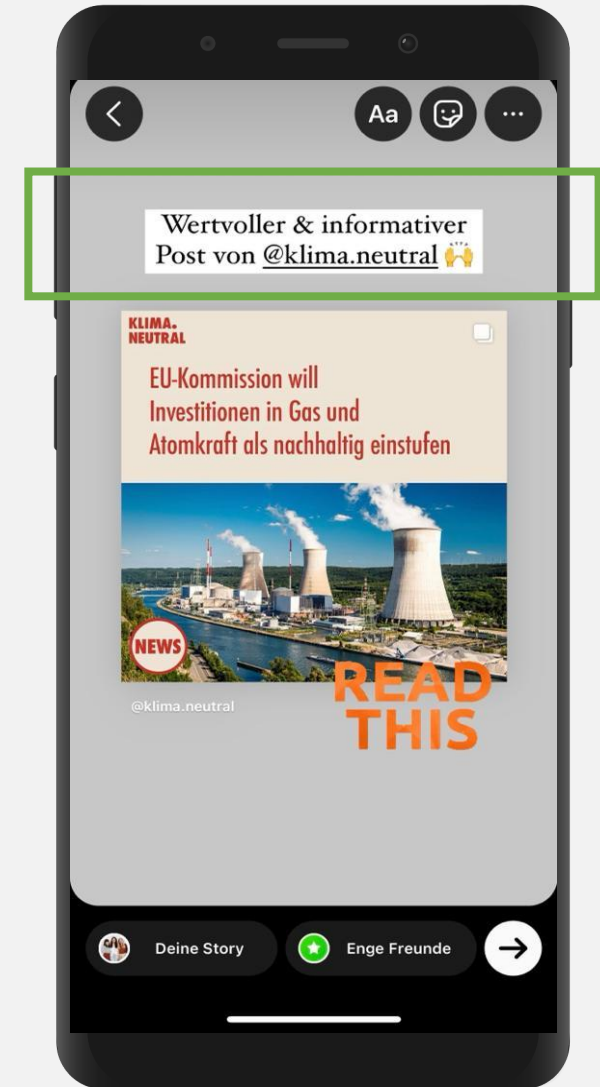 Aa
Wertvoller & informativer
Post von @klima.neutral 🙌
KLIMA.
NEUTRAL
EU-Kommission will
Investitionen in Gas und
Atomkraft als nachhaltig einstufen
NEWS
READ
THIS
@klima.neutral
Deine Story
Enge Freunde